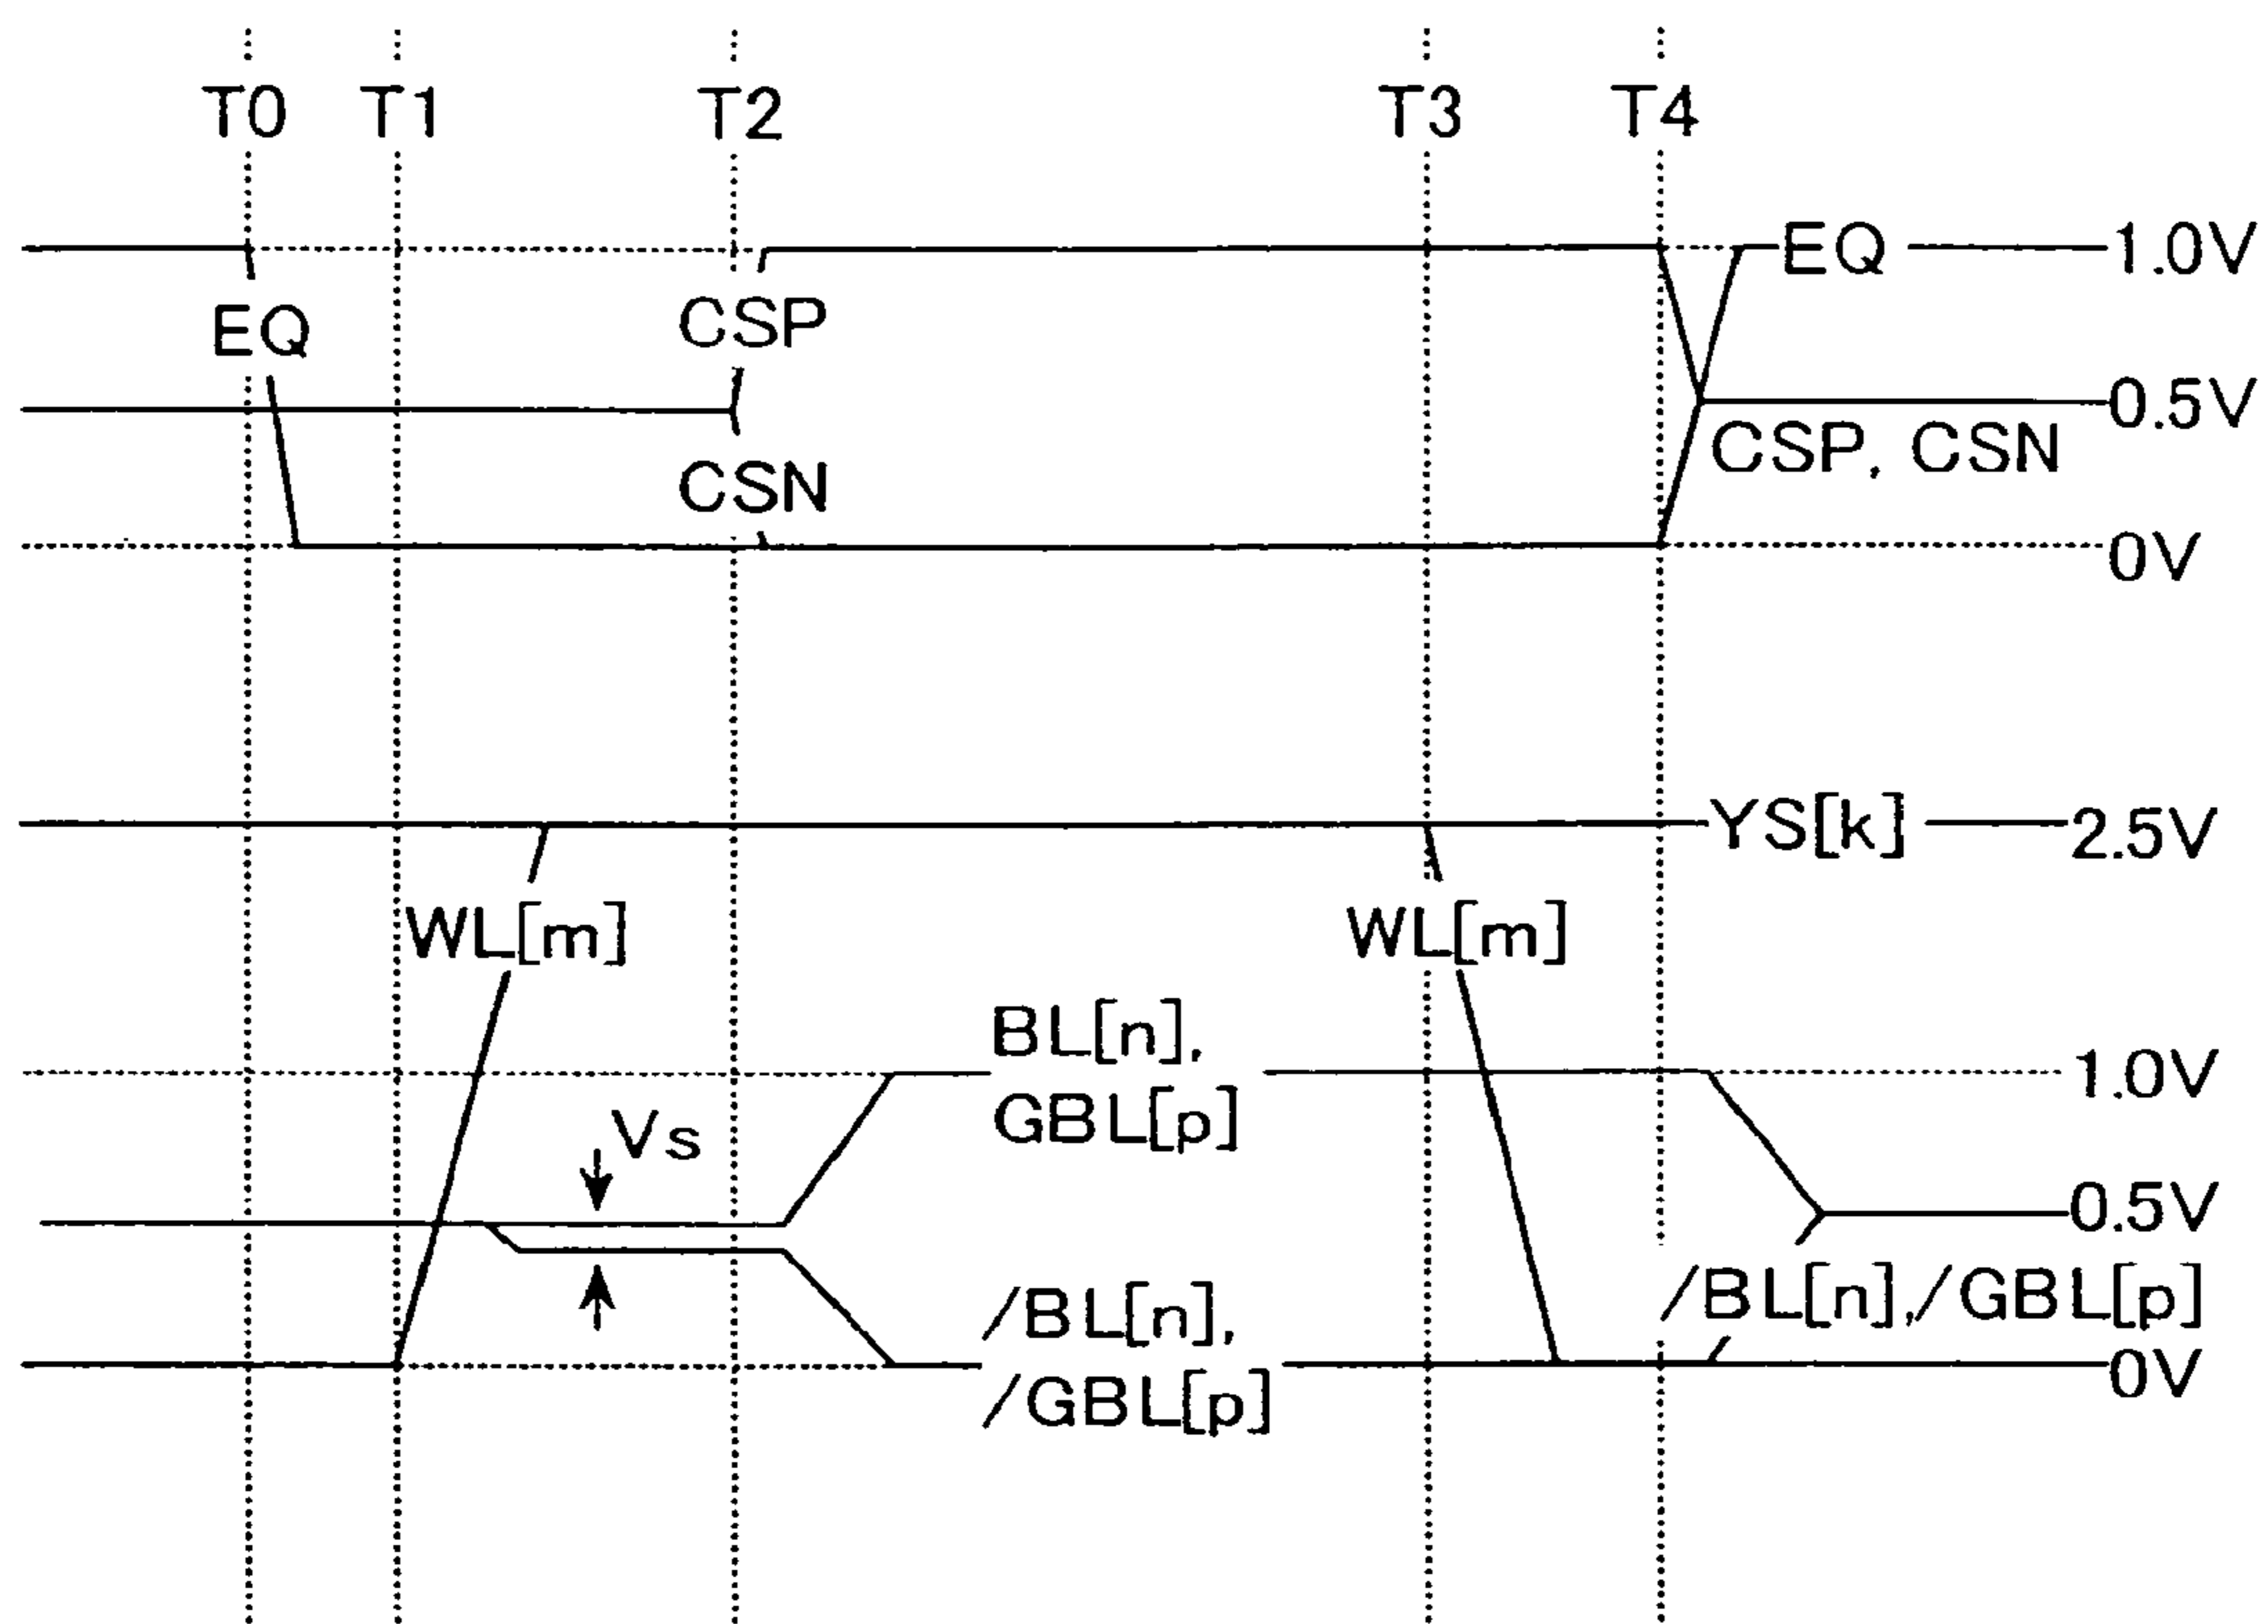 T0 T1 T2 T3 T4
EQ 1.0V
EQ CSP
0.5V
CSP, CSN
CSN
0V
YS[k] 2.5V
WL[m] WL[m]
BL[n],
GBL[p]
1.0V
Vs
0.5V
/BL[n],
/GBL[p]
/BL[n],/GBL[p]
0V